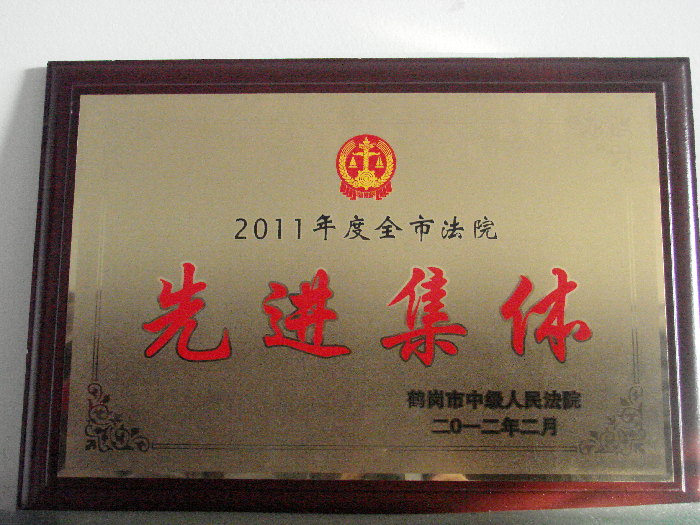 2011年度全市法院
先进集体
鹤岗市中级人民法院
二0一二年二月